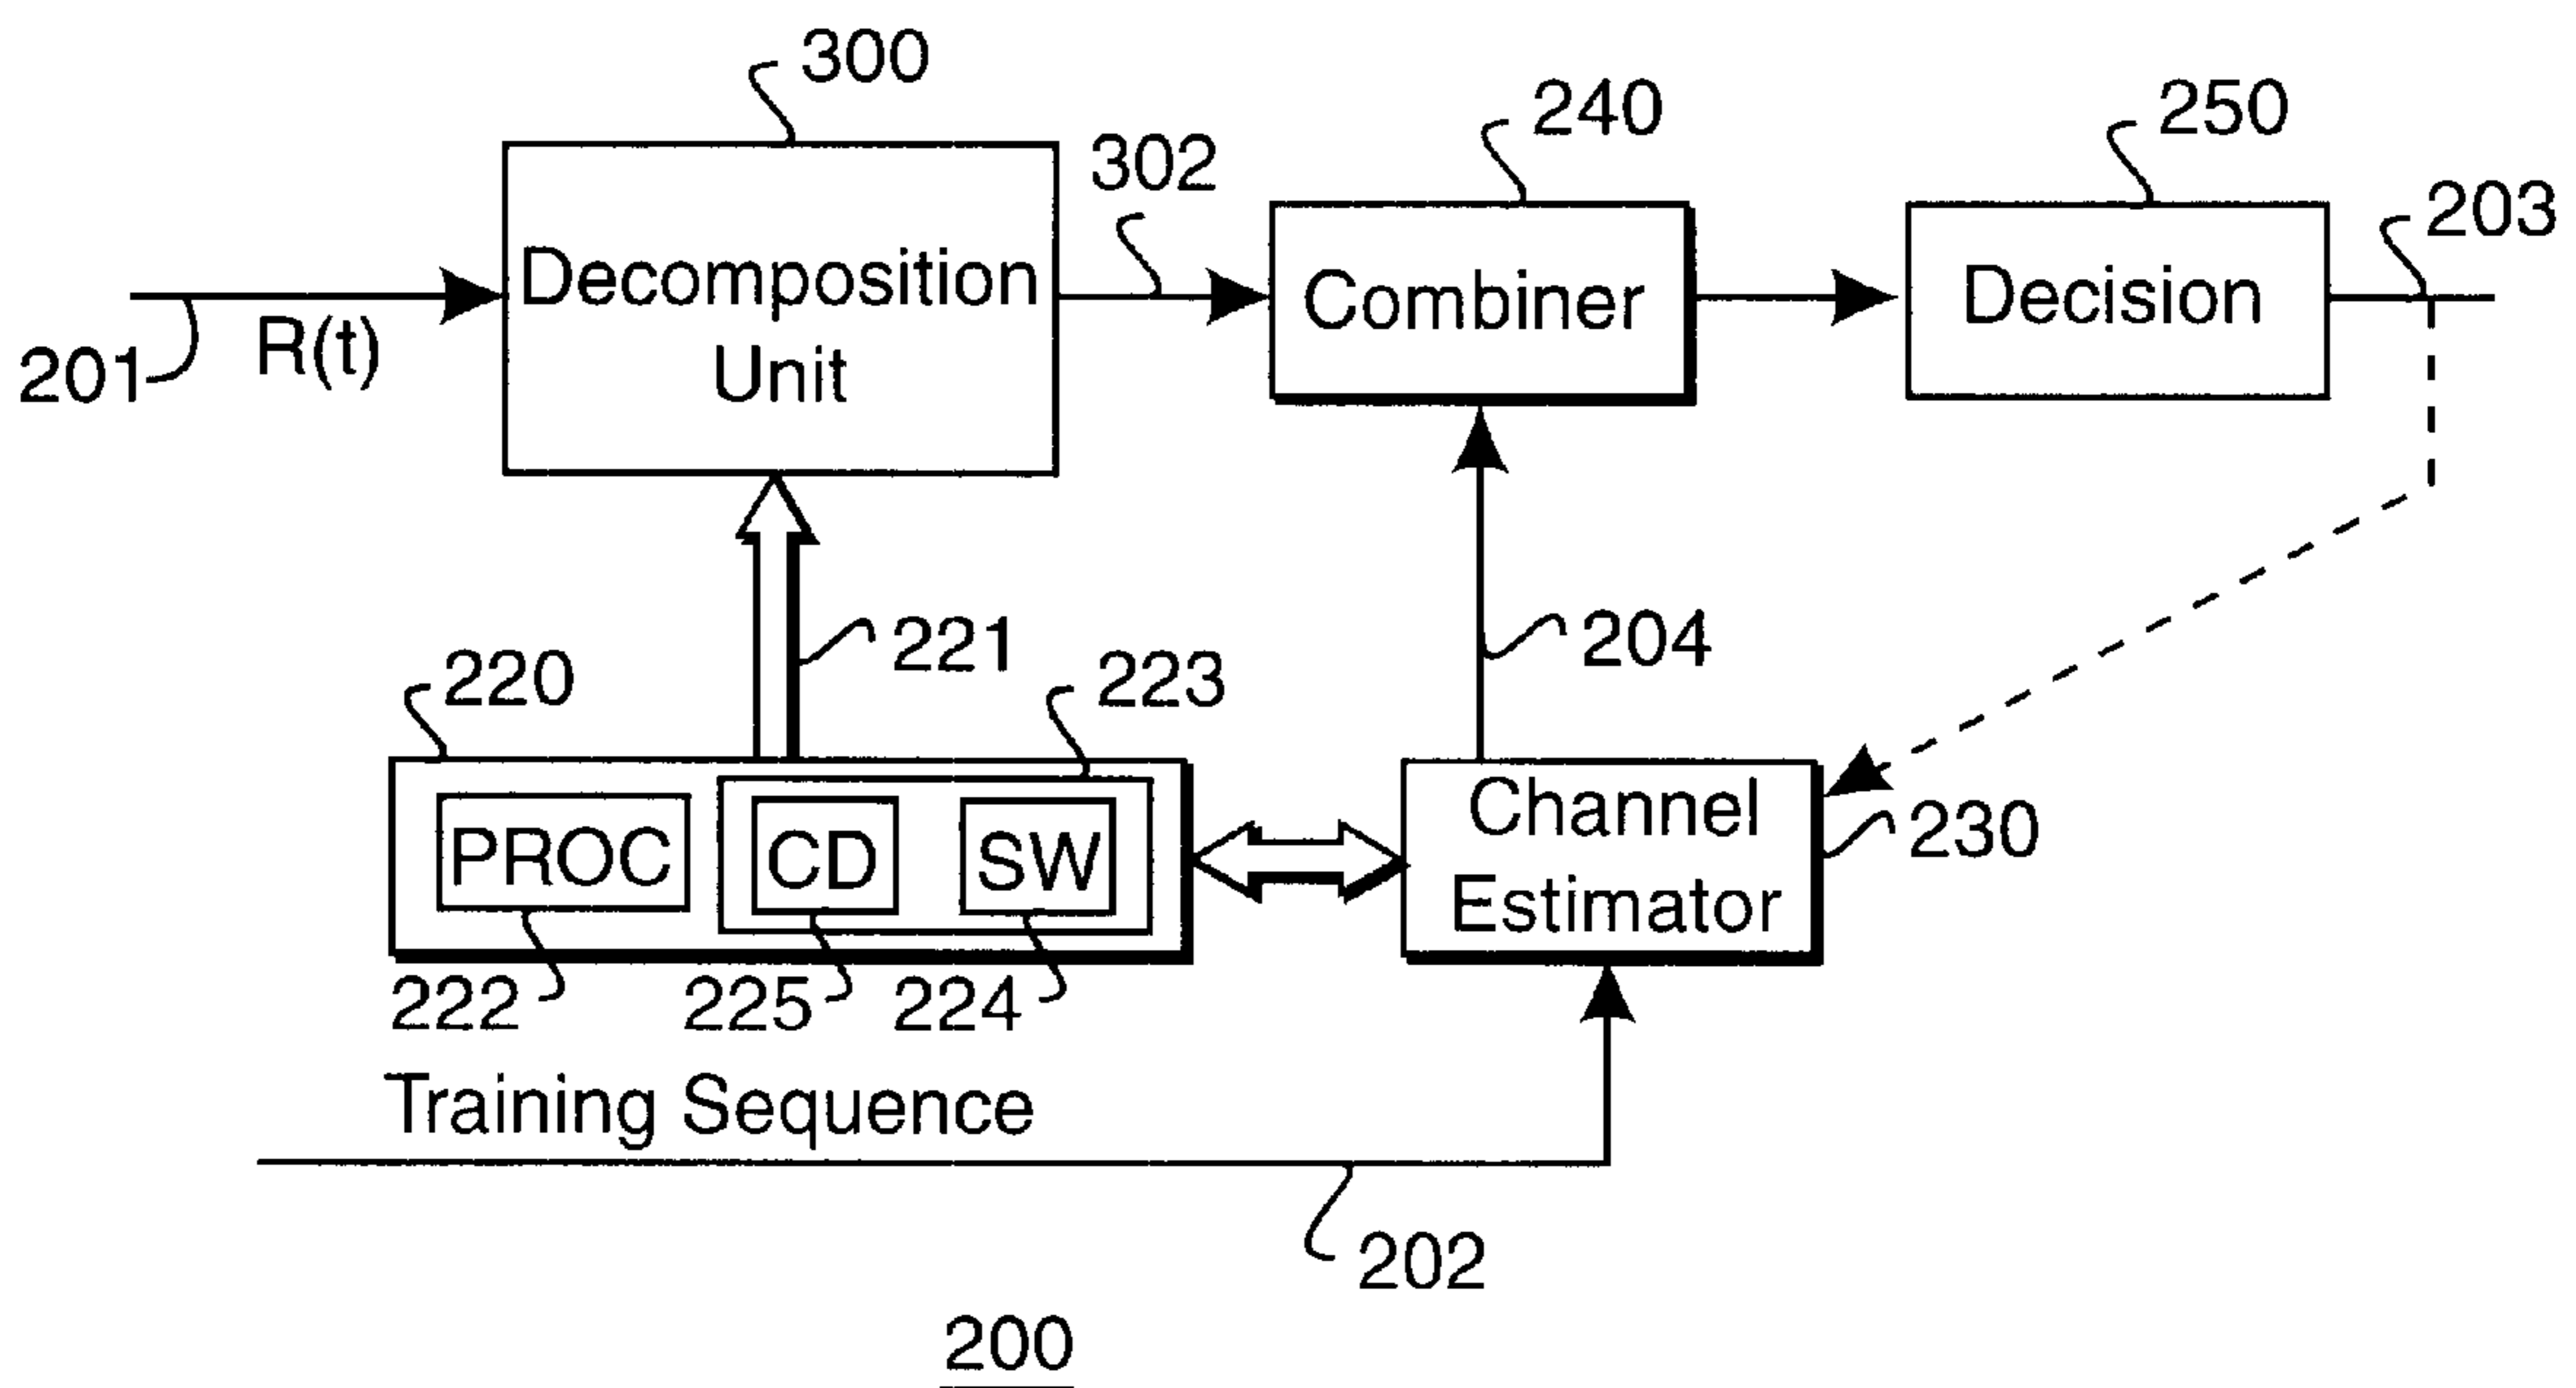 300
240
250
302
203
Decomposition
Unit
Combiner
Decision
R(t)
201
221
204
220
223
PROC
CD
SW
Channel
Estimator
230
222
225
224
Training Sequence
202
200